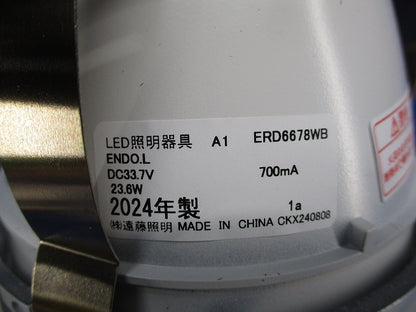 LED照明器具 A1 ERD6678WB
ENDO.L
DC33.7V 700mA
23.6W
2024年製 1a
(株)遠藤照明 MADE IN CHINA CKX240808